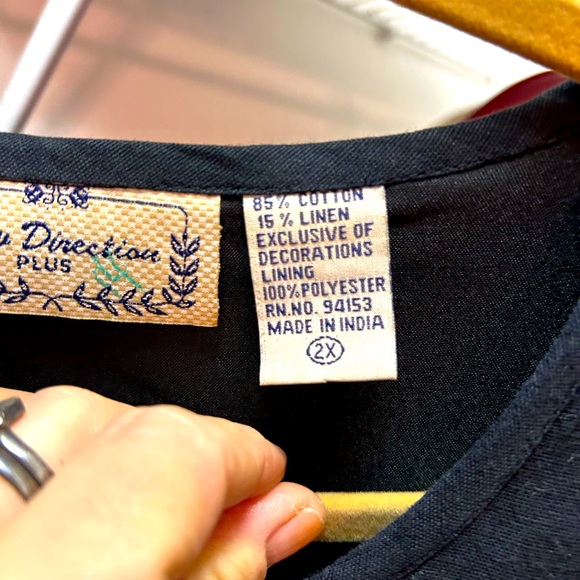 Direction
PLUS
85% COTTON
15 % LINEN
EXCLUSIVE OF
DECORATIONS
LINING
100%POLYESTER
RN.NO. 94153
MADE IN INDIA
2X